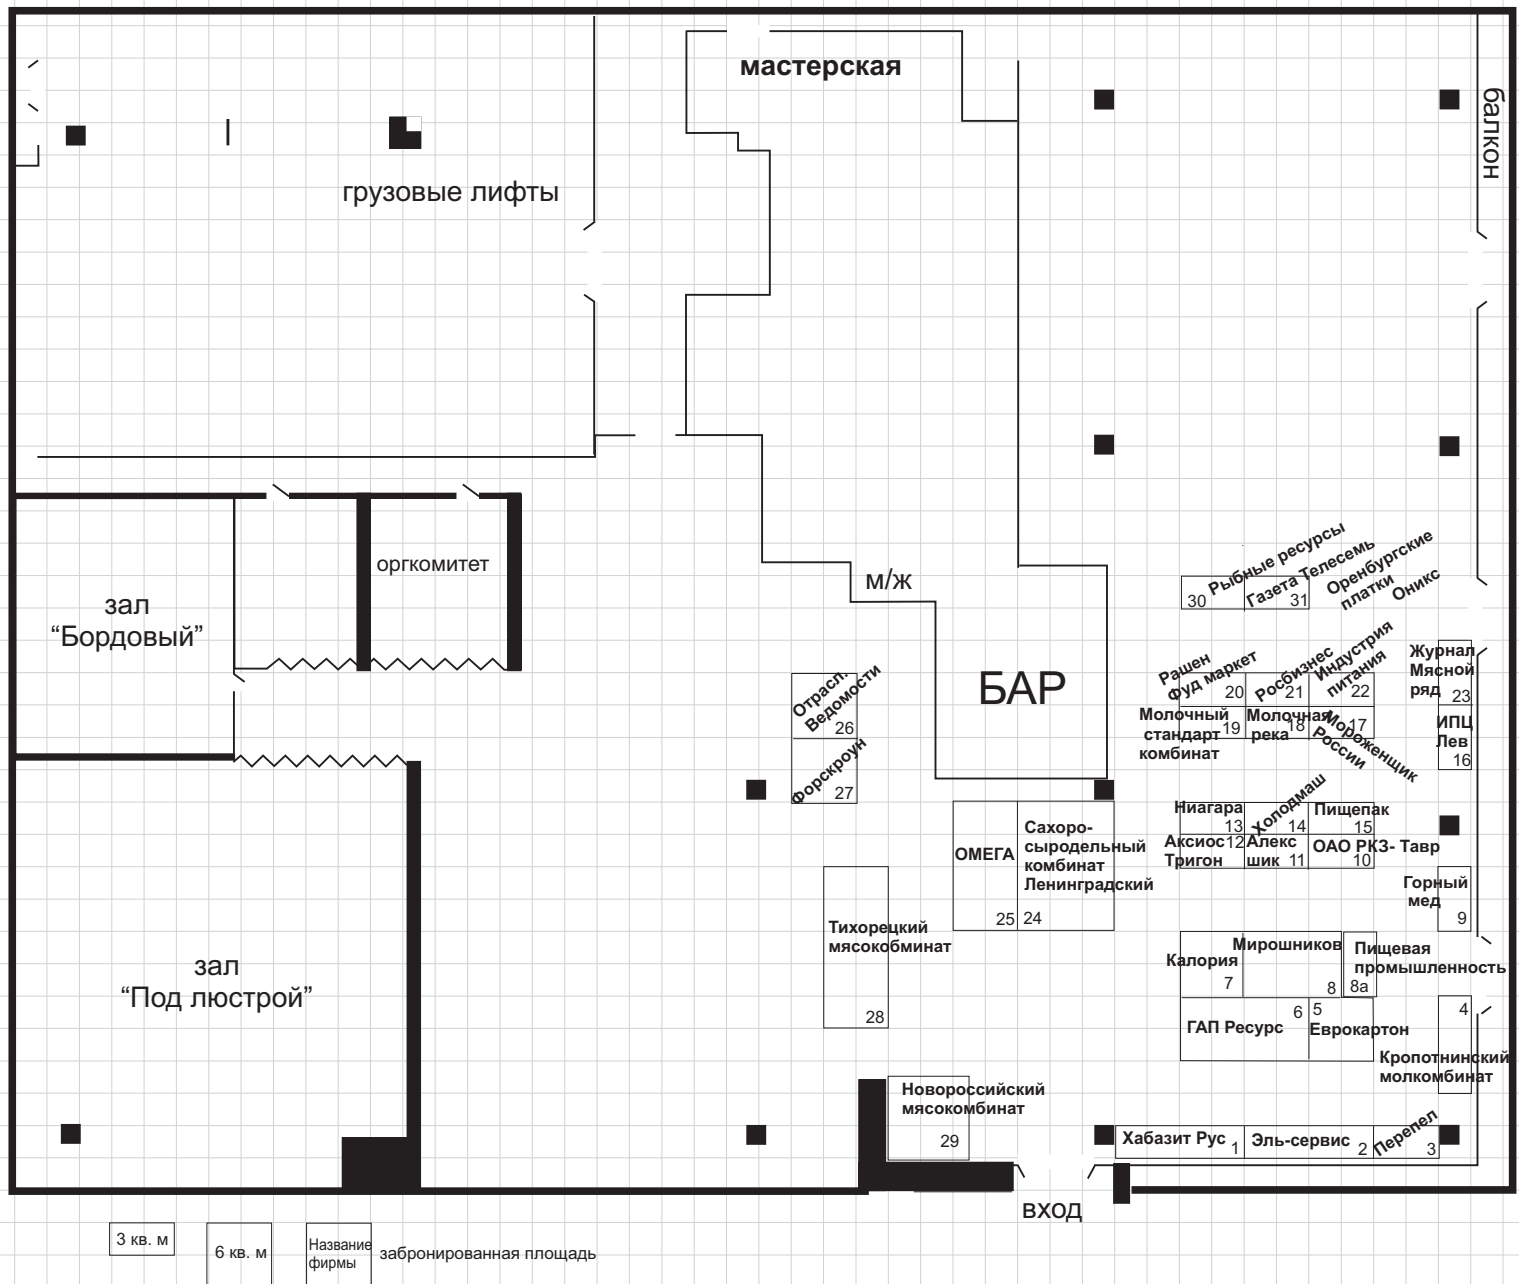 мастерская
балкон
грузовые лифты
оргкомитет
м/ж
зал
“Бордовый”
БАР
30
Рыбные ресурсы
31
Газета Телесемь
Оренбургские
платки
Оникс
Рашен
Фуд маркет
20
Росбизнес
21
Индустрия
питания
22
Журнал
Мясной
ряд
23
Молочный
стандарт
комбинат
19
Молочная
река
18
Мороженщик
России
17
ИПЦ
Лев
16
Отрасл.
Ведомости
26
Форскроун
27
Ниагара
13
Холодмаш
14
Пищепак
15
Аксиос
Тригон
12
Алекс
шик
11
ОАО РКЗ- Тавр
10
ОМЕГА
25
Сахоро-
сыродельный
комбинат
Ленинградский
24
Горный
мед
9
Тихорецкий
мясокобминат
28
Калория
7
Мирошников
8
Пищевая
промышленность
8а
зал
“Под люстрой”
ГАП Ресурс
6
5
Еврокартон
4
Кропотнинский
молкомбинат
Новороссийский
мясокомбинат
29
Хабазит Рус
1
Эль-сервис
2
Перепел
3
вход
3 кв. м
6 кв. м
Название
фирмы
забронированная площадь